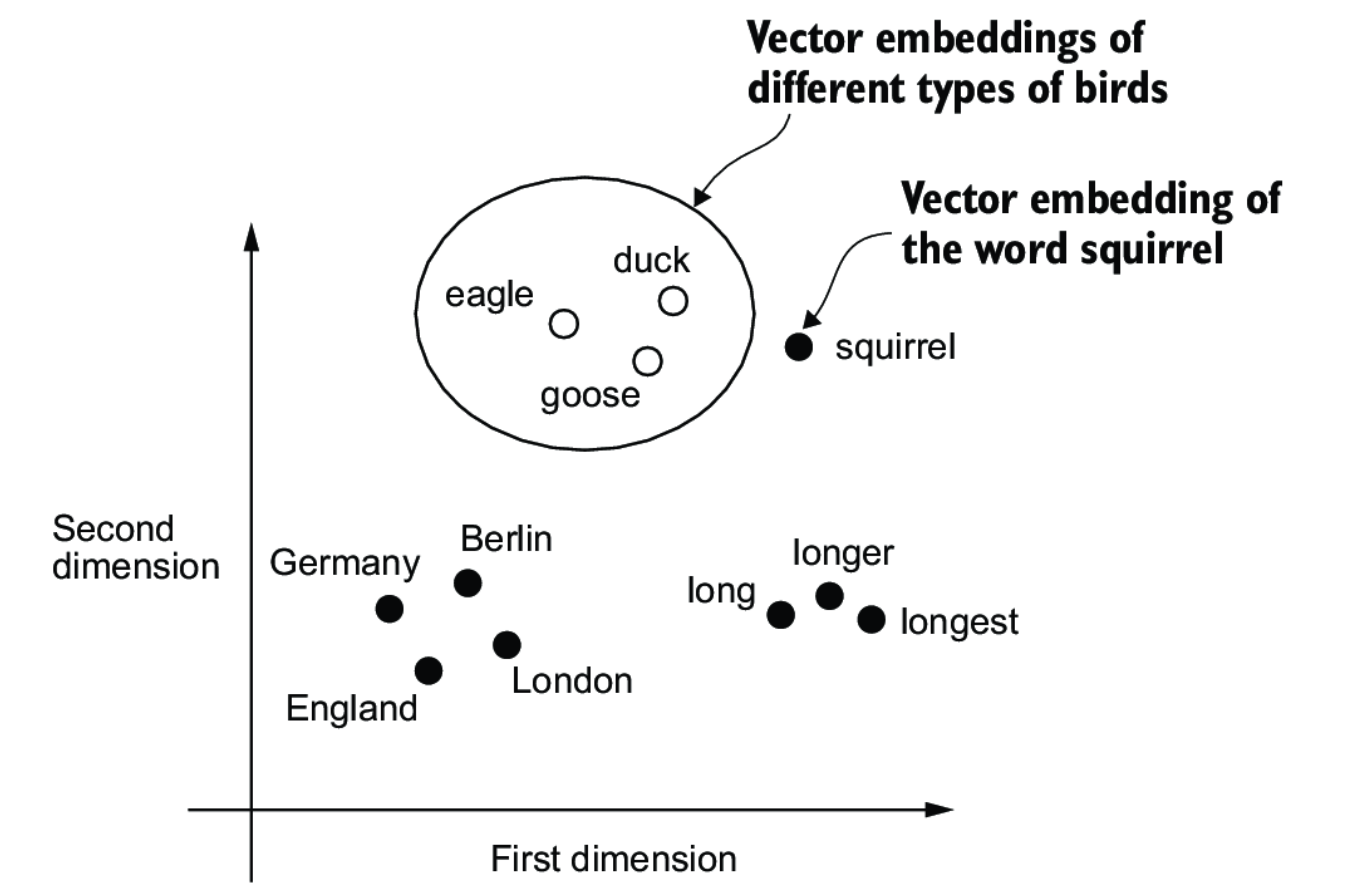 Vector embeddings of
different types of birds
Vector embedding of
the word squirrel
duck
eagle
goose
squirrel
Second
dimension
Germany
Berlin
England
London
long
longer
longest
First dimension